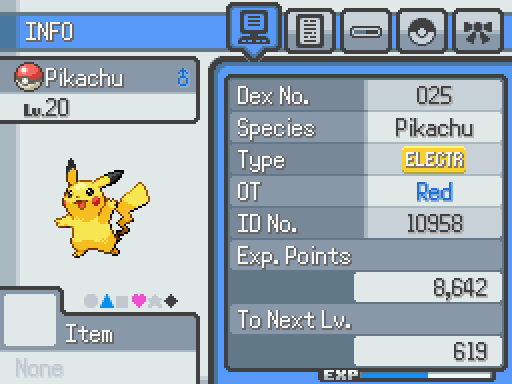 INFO
Pikachu ♂
Lv.20
Item
None
Dex No. 025
Species Pikachu
Type ELECTR
OT Red
ID No. 10958
Exp. Points
8,642
To Next Lv.
619
EXP